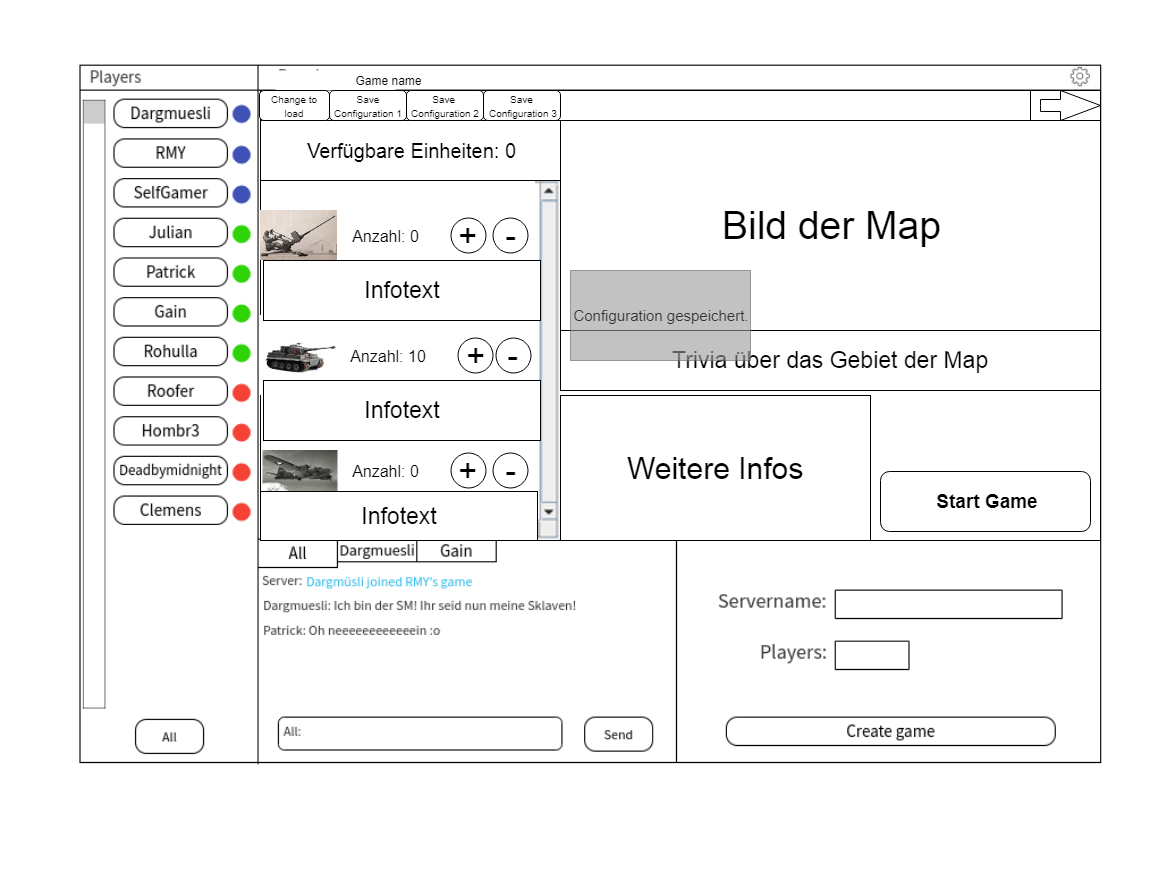 Players
Game name
Dargmuesli
RMY
SelfGamer
Julian
Patrick
Gain
Rohulla
Roofer
Hombr3
Deadbymidnight
Clemens
All
Change to
load
Save
Configuration 1
Save
Configuration 2
Save
Configuration 3
Verfügbare Einheiten: 0
Anzahl: 0
+
-
Infotext
Anzahl: 10
+
-
Infotext
Anzahl: 0
+
-
Infotext
Bild der Map
Configuration gespeichert.
Trivia über das Gebiet der Map
Weitere Infos
Start Game
All
Dargmuesli
Gain
Server: Dargmüsli joined RMY's game
Dargmuesli: Ich bin der SM! Ihr seid nun meine Sklaven!
Patrick: Oh neeeeeeeeeeeein :o
All:
Send
Servername:
Players:
Create game